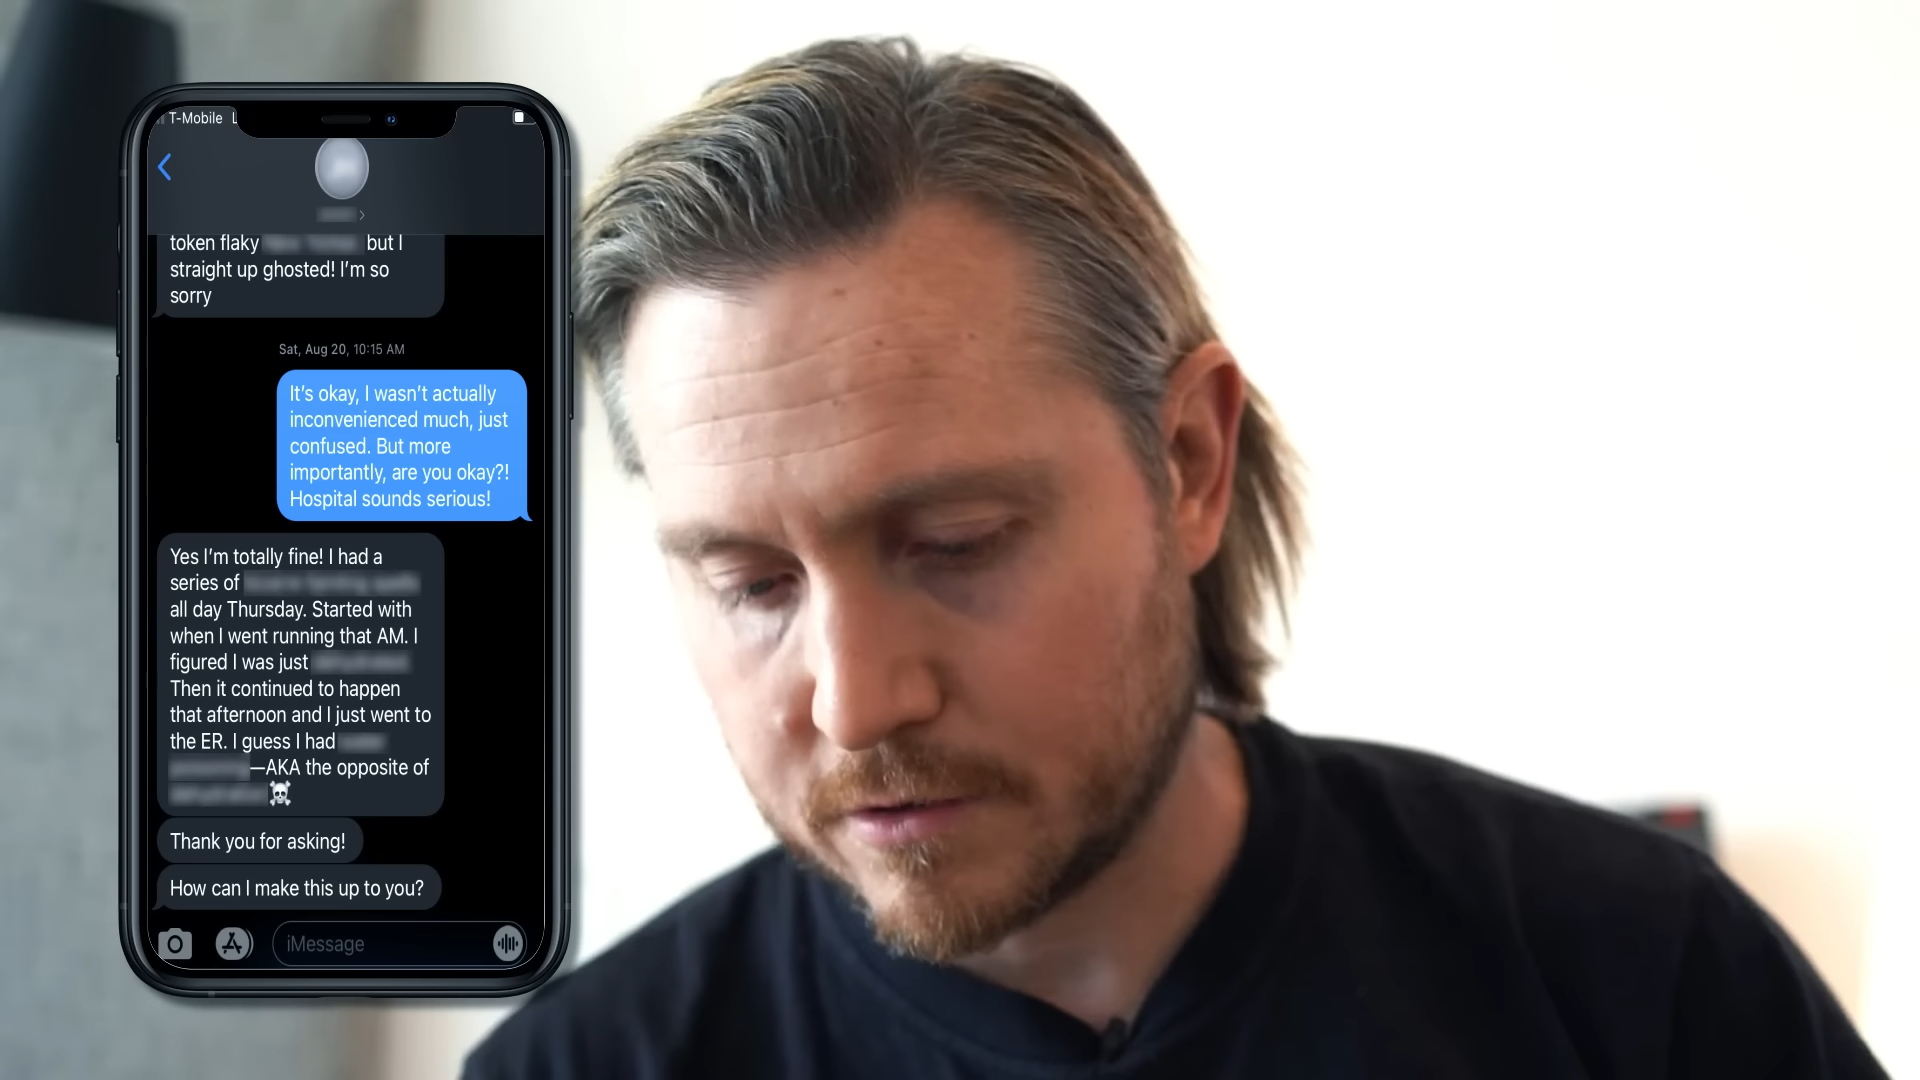 T-Mobile
token flaky but I
straight up ghosted! I'm so
sorry
Sat, Aug 20, 10:15 AM
It's okay, I wasn't actually
inconvenienced much, just
confused. But more
importantly, are you okay?!
Hospital sounds serious!
Yes I'm totally fine! I had a
series of
all day Thursday. Started with
when I went running that AM. I
figured I was just
Then it continued to happen
that afternoon and I just went to
the ER. I guess I had
—AKA the opposite of
☠️
Thank you for asking!
How can I make this up to you?
iMessage